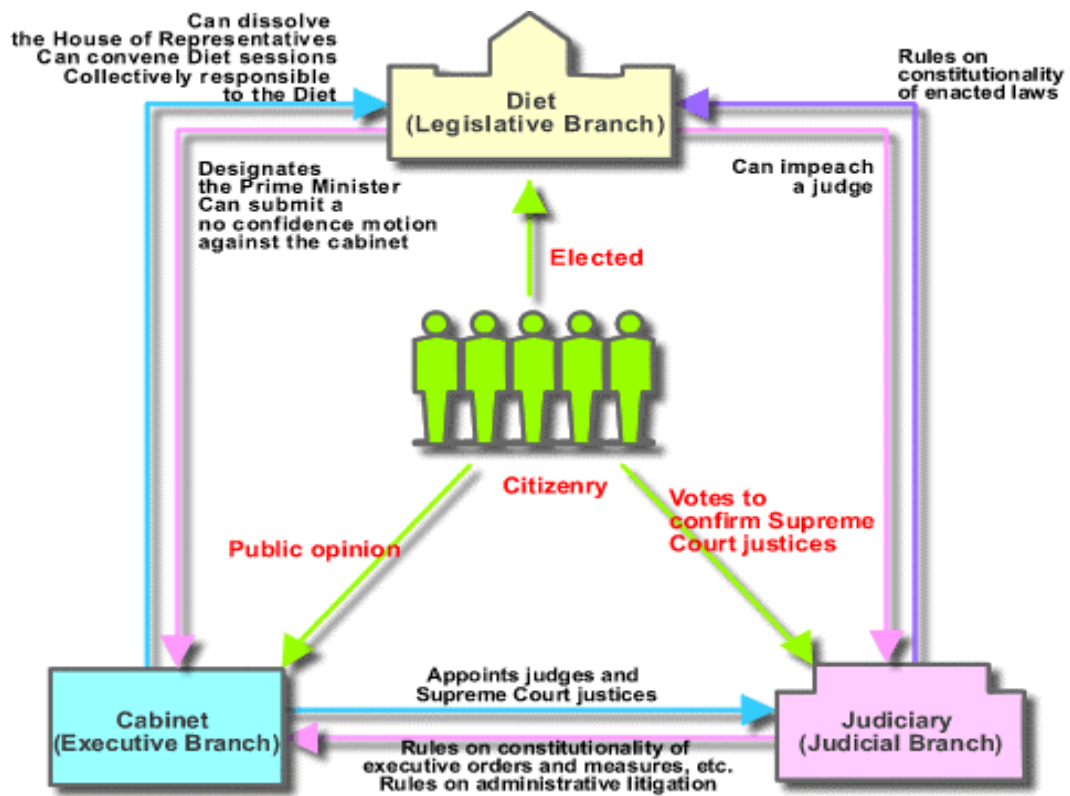 Can dissolve
the House of Representatives
Can convene Diet sessions
Collectively responsible
to the Diet
Diet
(Legislative Branch)
Rules on
constitutionality
of enacted laws
Designates
the Prime Minister
Can submit a
no confidence motion
against the cabinet
Can impeach
a judge
Elected
Citizenry
Public opinion
Votes to
confirm Supreme
Court justices
Appoints judges and
Supreme Court justices
Cabinet
(Executive Branch)
Judiciary
(Judicial Branch)
Rules on constitutionality of
executive orders and measures, etc.
Rules on administrative litigation